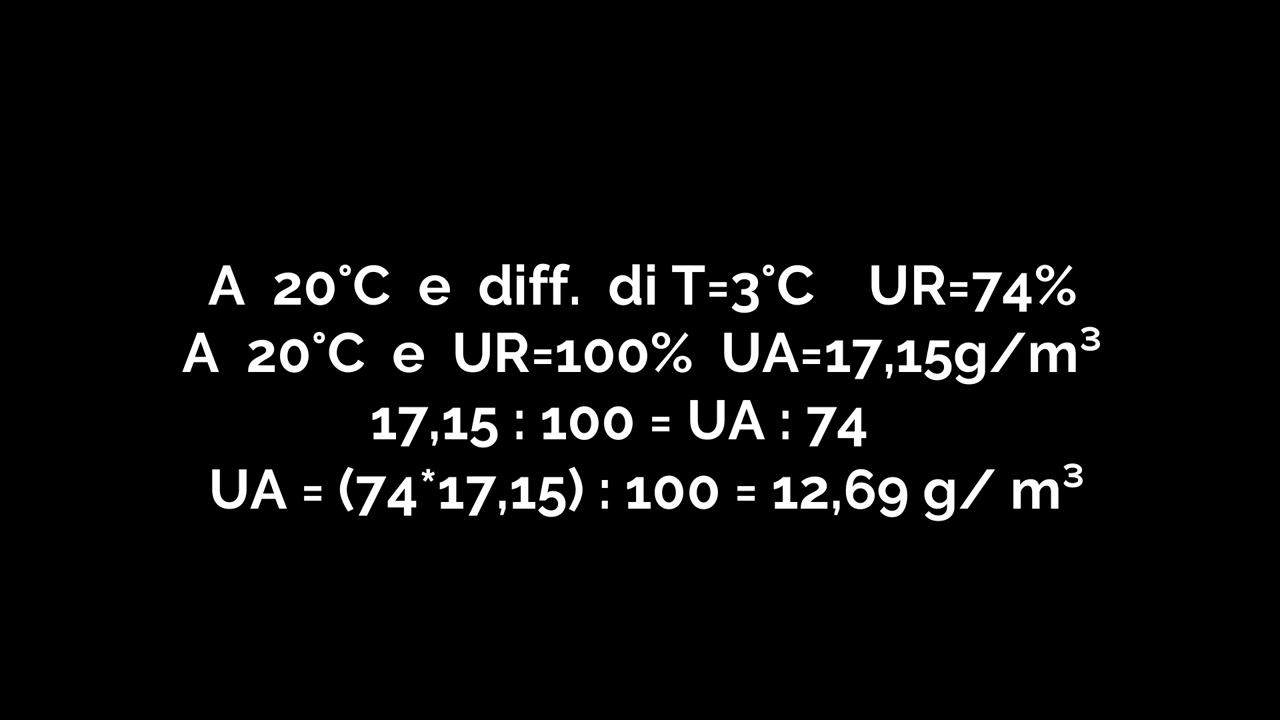 A 20°C e diff. di T=3°C UR=74%
A 20°C e UR=100% UA=17,15g/m³
17,15 : 100 = UA : 74
UA = (74*17,15) : 100 = 12,69 g/ m³